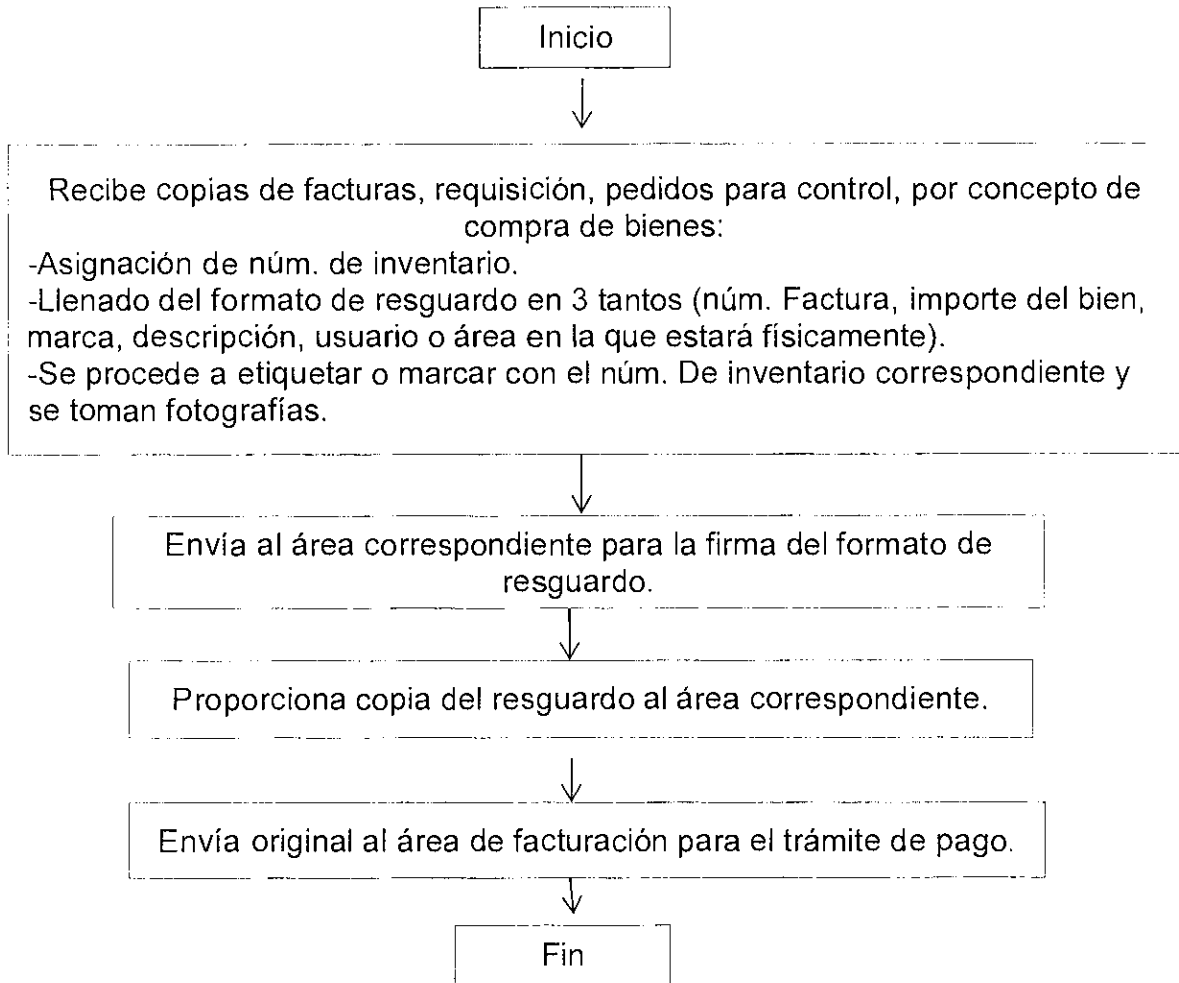 Inicio
Recibe copias de facturas, requisición, pedidos para control, por concepto de
compra de bienes:
-Asignación de núm. de inventario.
-Llenado del formato de resguardo en 3 tantos (núm. Factura, importe del bien,
marca, descripción, usuario o área en la que estará físicamente).
-Se procede a etiquetar o marcar con el núm. De inventario correspondiente y
se toman fotografías.
Envía al área correspondiente para la firma del formato de
resguardo.
Proporciona copia del resguardo al área correspondiente.
Envía original al área de facturación para el trámite de pago.
Fin